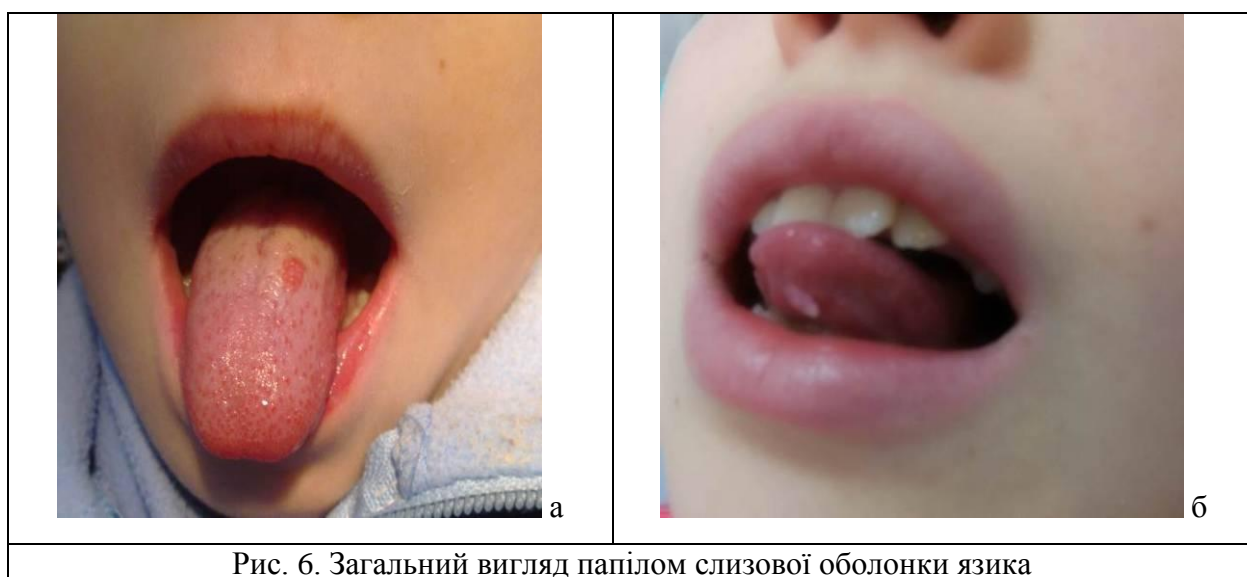 а
б
Рис. 6. Загальний вигляд папілом слизової оболонки язика